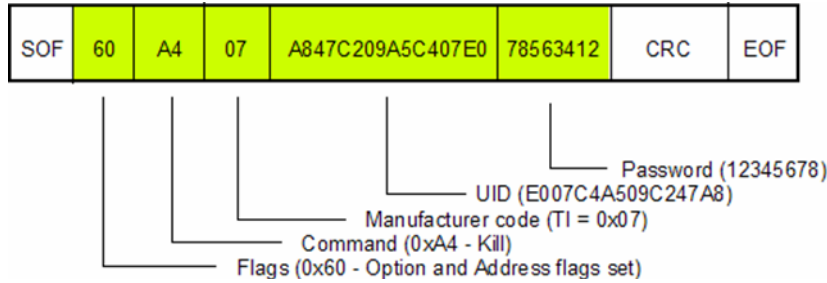 SOF 60 A4 07 A847C209A5C407E0 78563412 CRC EOF
Password (12345678)
UID (E007C4A509C247A8)
Manufacturer code (TI = 0x07)
Command (0xA4 - Kill)
Flags (0x60 - Option and Address flags set)